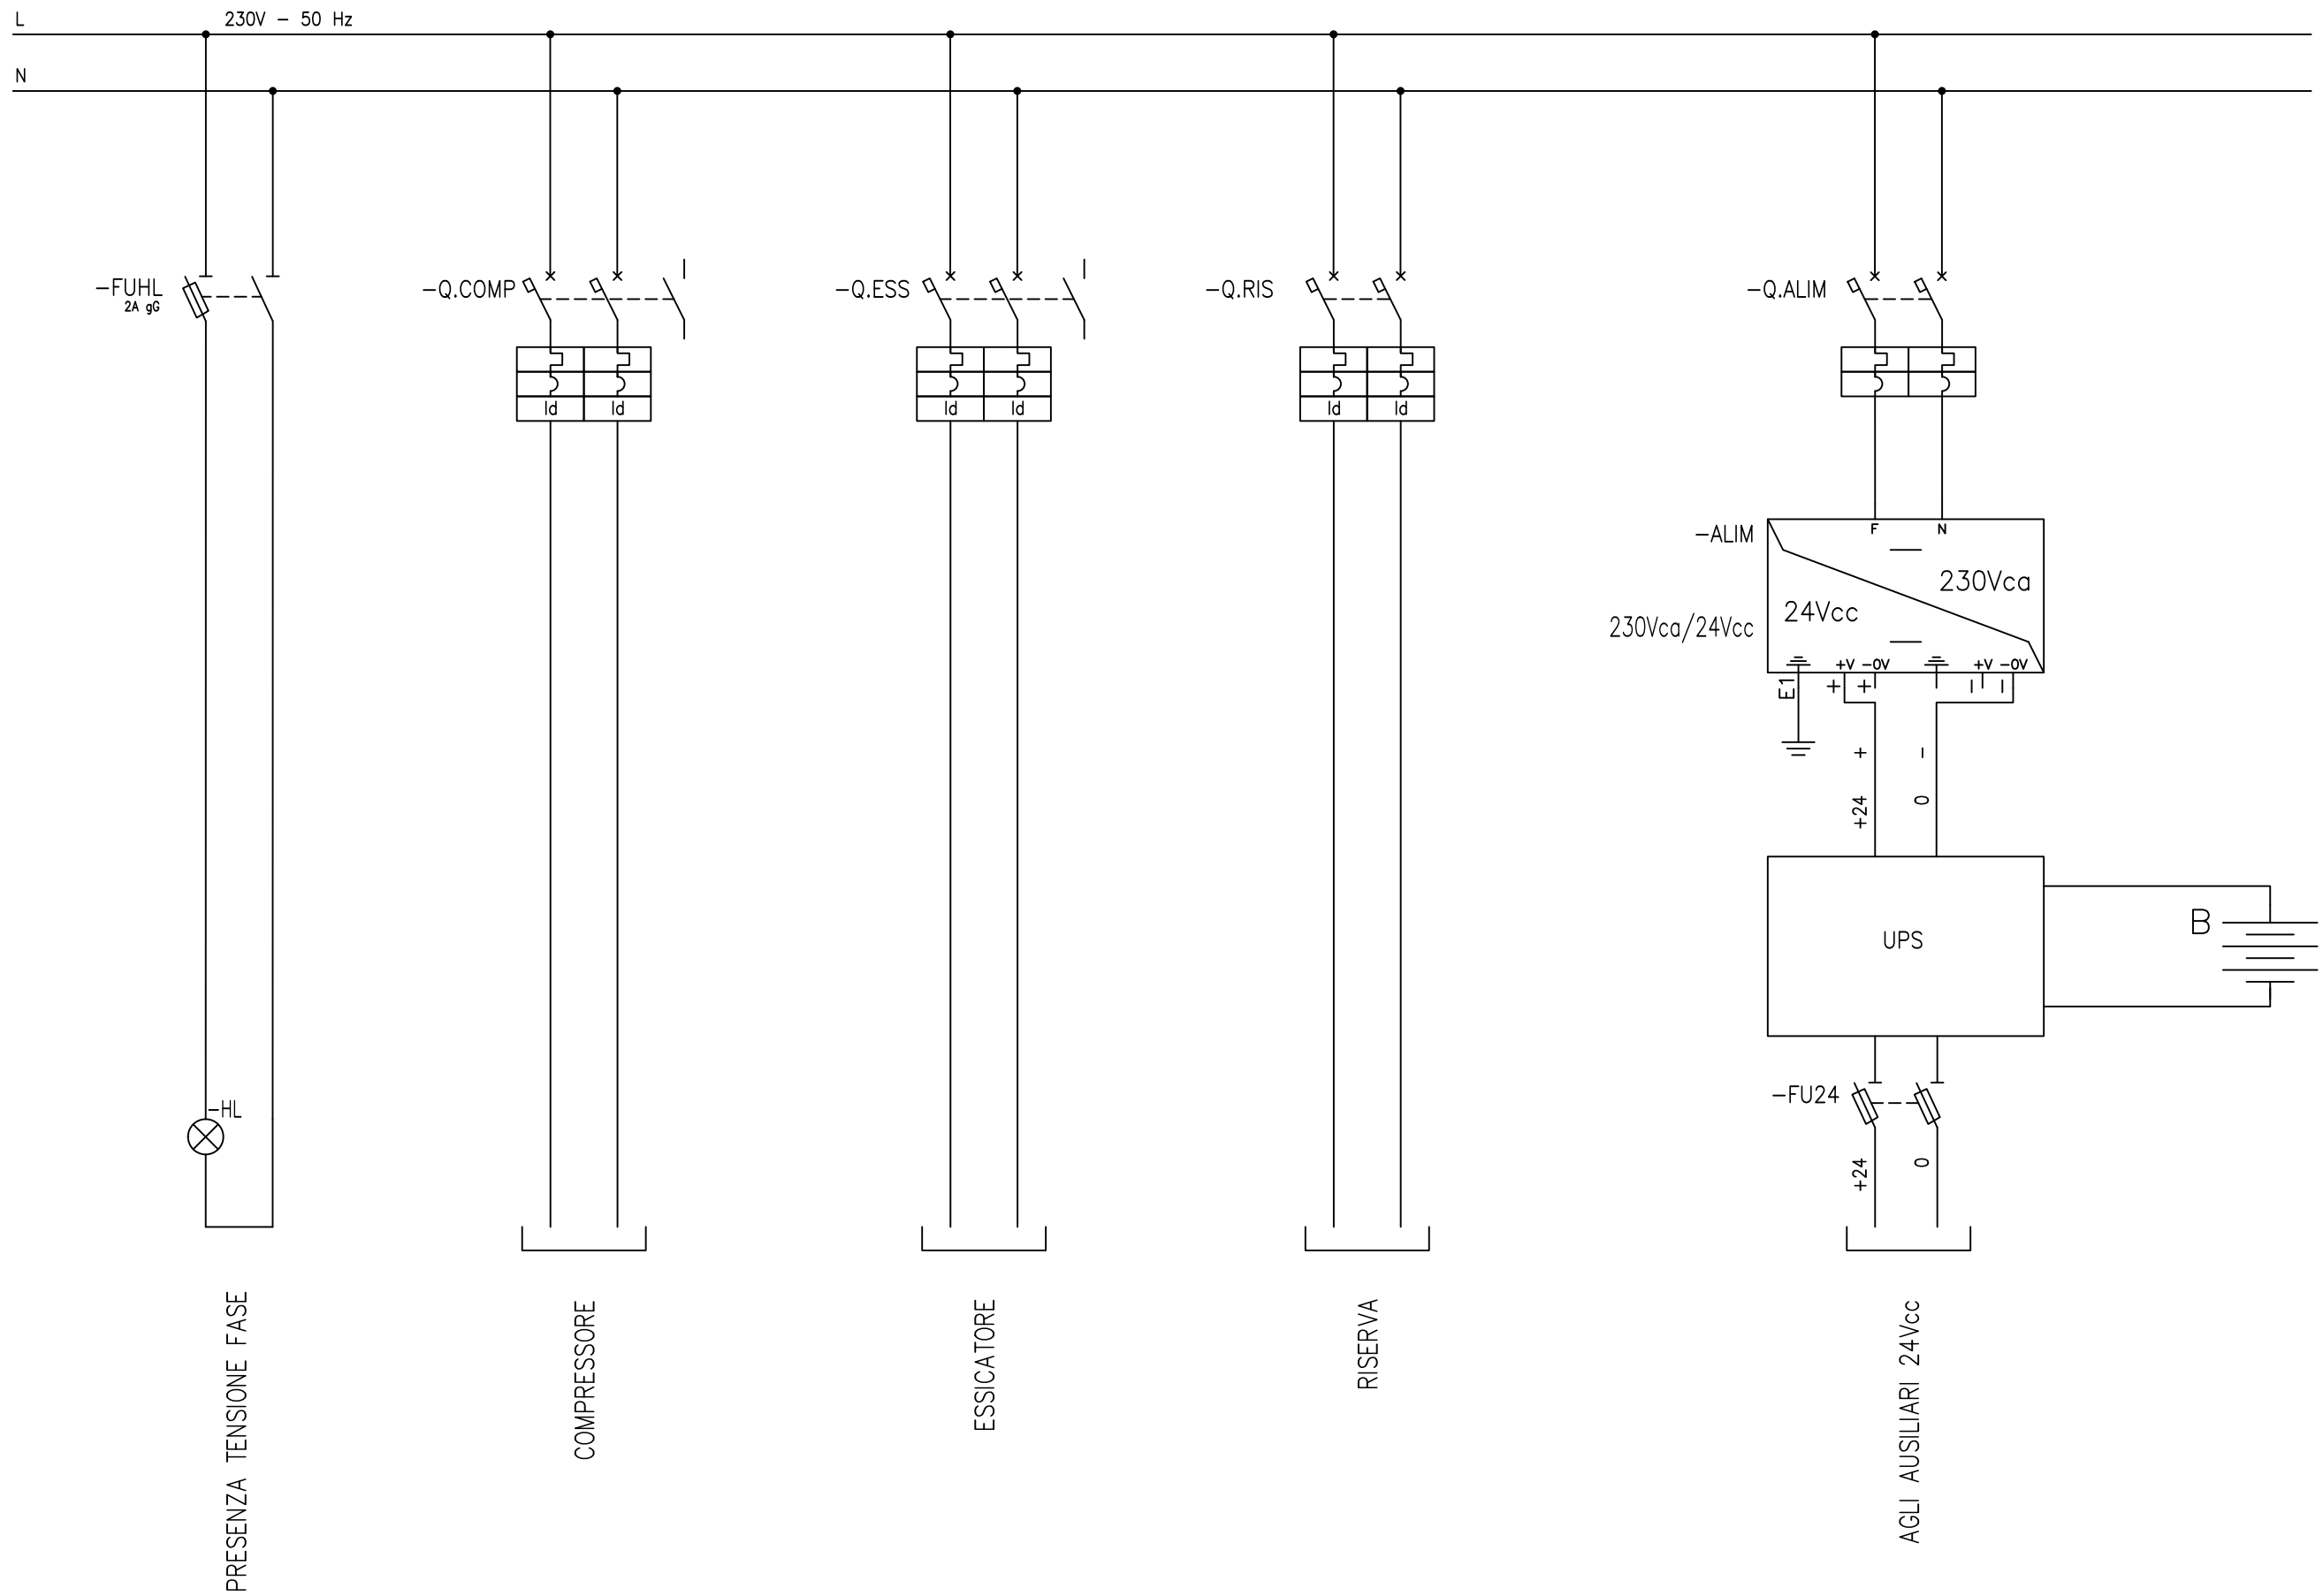 L
230V – 50 Hz
N
–FUHL
2A gG
–Q.COMP
–Q.ESS
–Q.RIS
–Q.ALIM
Id
Id
Id
Id
Id
Id
–ALIM
F
N
230Vca
24Vcc
230Vca/24Vcc
+V –0V
+V –0V
E1
+
+
–
–
+
–
+24
0
UPS
B
–FU24
–HL
+24
0
PRESENZA TENSIONE FASE
COMPRESSORE
ESSICATORE
RISERVA
AGLI AUSILIARI 24Vcc